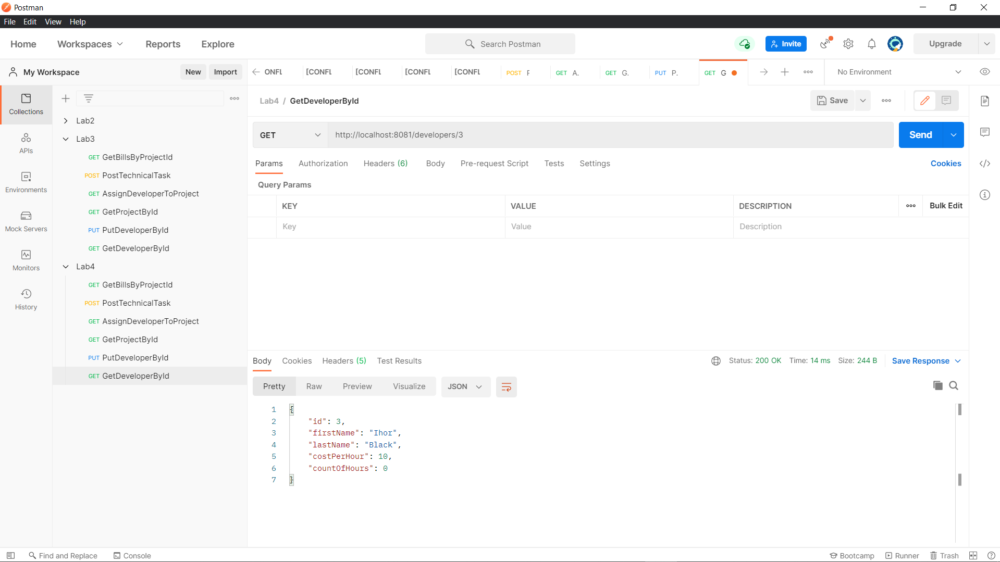 Postman
File Edit View Help
Home Workspaces Reports Explore Search Postman Invite Upgrade
My Workspace New Import
ONFL [CONFL [CONFL [CONFL [CONFL POST F GET A. GET G. PUT P. GET G No Environment
Collections
APIs
Environments
Mock Servers
Monitors
History
Lab2
Lab3
GET GetBillsByProjectId
POST PostTechnicalTask
GET AssignDeveloperToProject
GET GetProjectById
PUT PutDeveloperById
GET GetDeveloperById
Lab4
GET GetBillsByProjectId
POST PostTechnicalTask
GET AssignDeveloperToProject
GET GetProjectById
PUT PutDeveloperById
GET GetDeveloperById
Lab4 / GetDeveloperById Save
GET http://localhost:8081/developers/3 Send
Params Authorization Headers (6) Body Pre-request Script Tests Settings Cookies
Query Params
KEY VALUE DESCRIPTION Bulk Edit
Key Value Description
Body Cookies Headers (5) Test Results Status: 200 OK Time: 14 ms Size: 244 B Save Response
Pretty Raw Preview Visualize JSON
1 {
2 "id": 3,
3 "firstName": "Ihor",
4 "lastName": "Black",
5 "costPerHour": 10,
6 "countOfHours": 0
7 }
Find and Replace Console Bootcamp Runner Trash